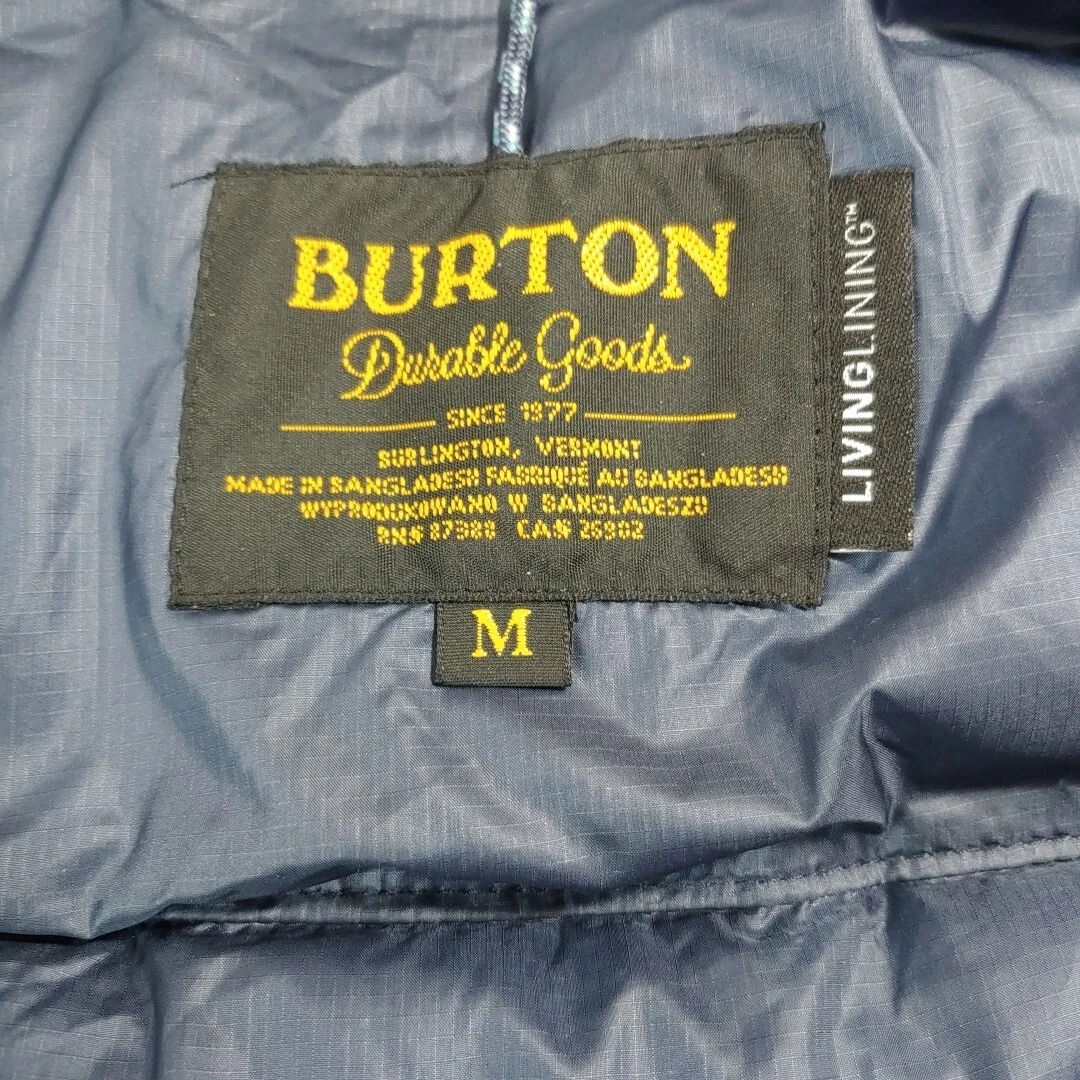 BURTON
Durable Goods
SINCE 1977
BURLINGTON, VERMONT
MADE IN BANGLADESH FABRIQUÉ AU BANGLADESH
WYPRODUKOWANO W BANGLADESZU
RN# 87388 CA# 26902
M
LIVINGLINING™